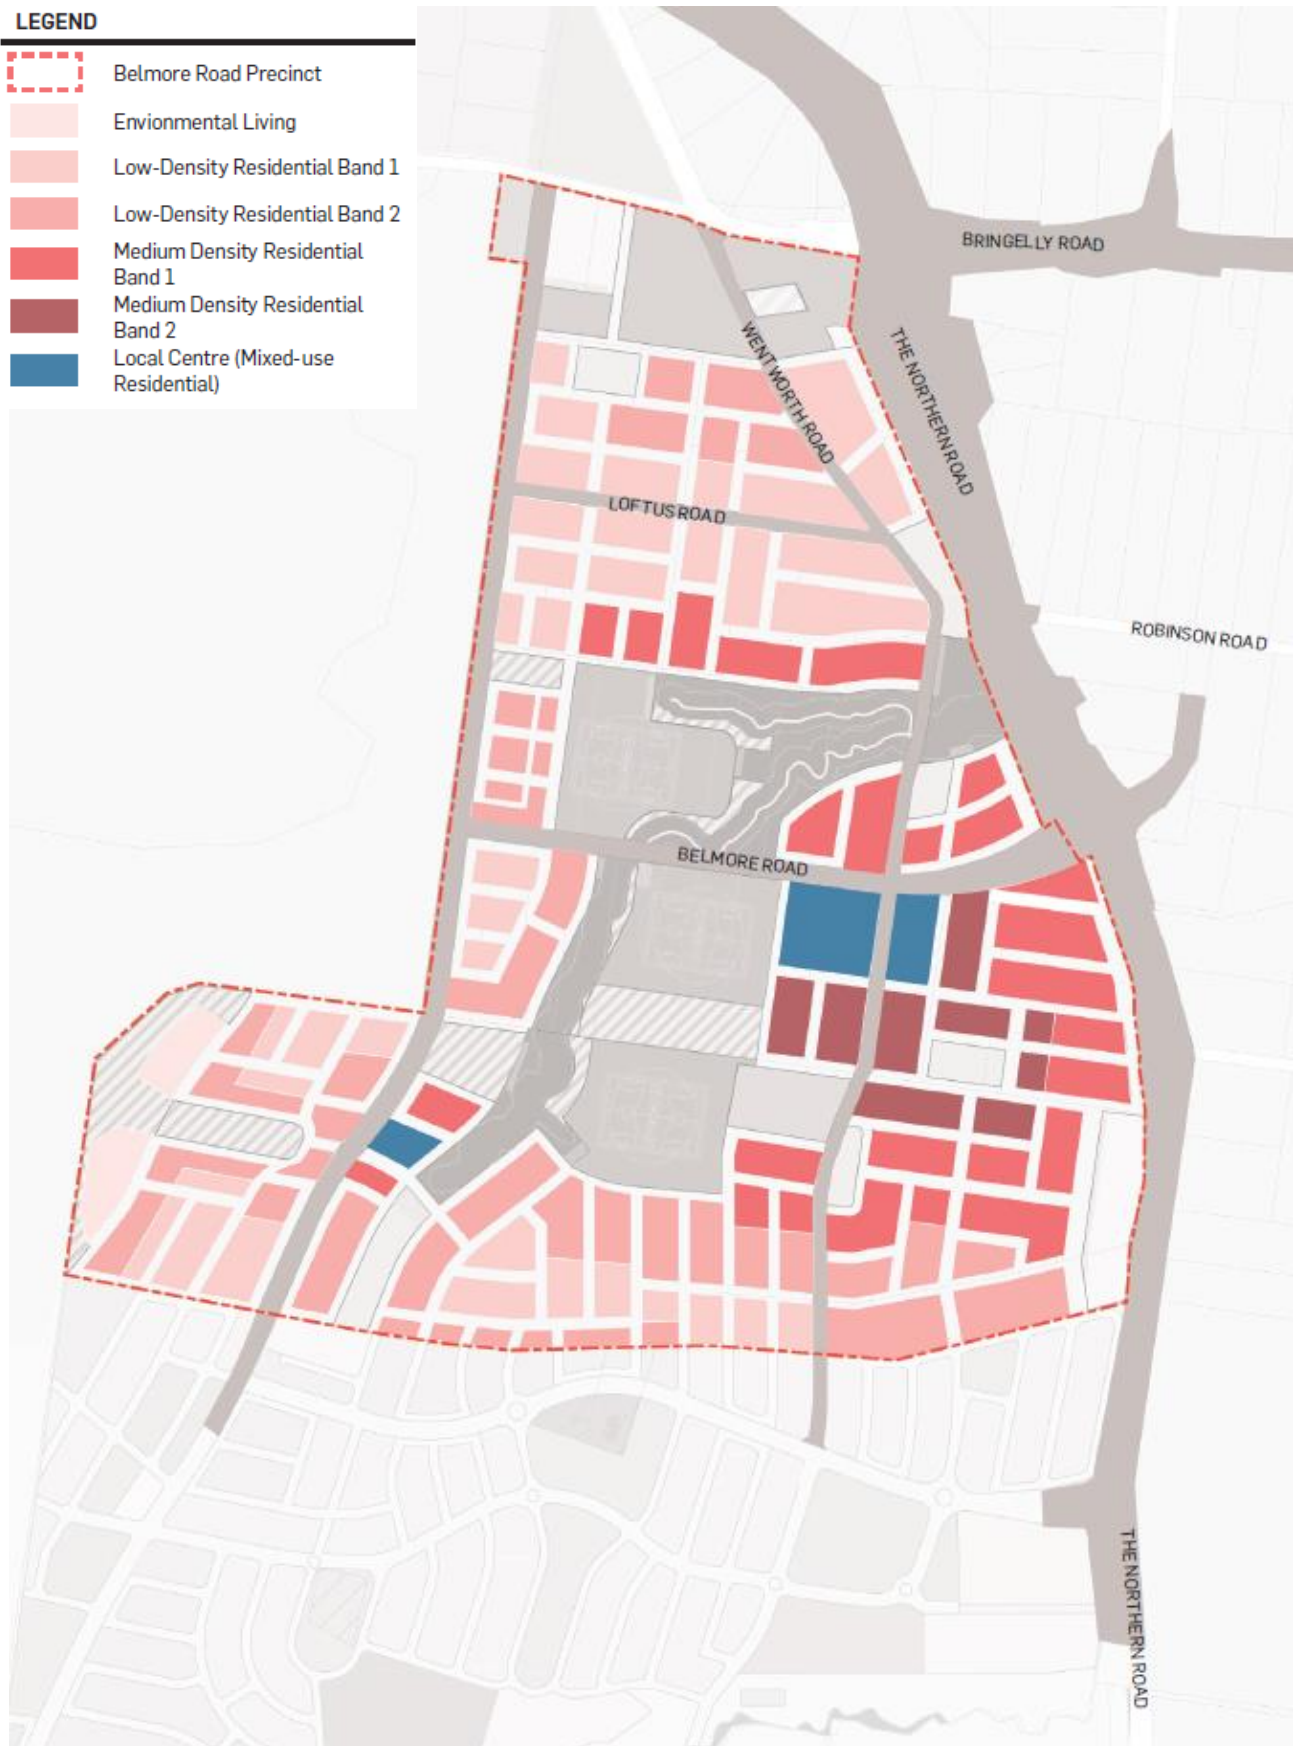 LEGEND
Belmore Road Precinct
Envionmental Living
Low-Density Residential Band 1
Low-Density Residential Band 2
Medium Density Residential
Band 1
Medium Density Residential
Band 2
Local Centre (Mixed-use
Residential)
BRINGELLY ROAD
WENTWORTH ROAD
THE NORTHERN ROAD
LOFTUS ROAD
ROBINSON ROAD
BELMORE ROAD
THE NORTHERN ROAD